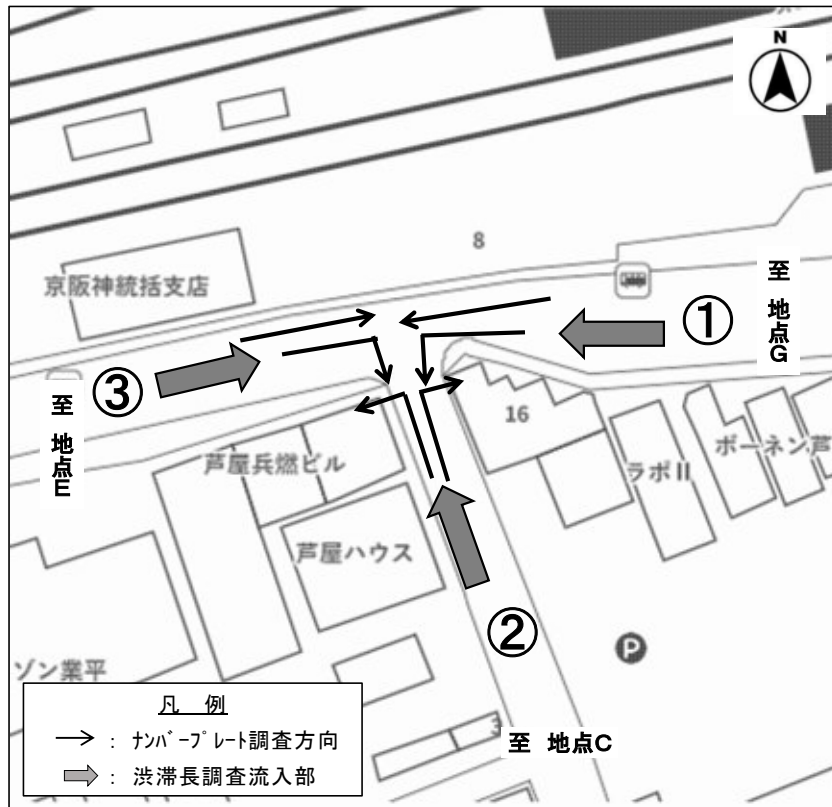 N
8
京阪神統括支店
至 地点G
①
③
至 地点E
16
芦屋兵燃ビル
ラポII
ボーネン芦
芦屋ハウス
②
P
ゾン業平
凡 例
→ : ナンバープレート調査方向
⇨ : 渋滞長調査流入部
3
至 地点C